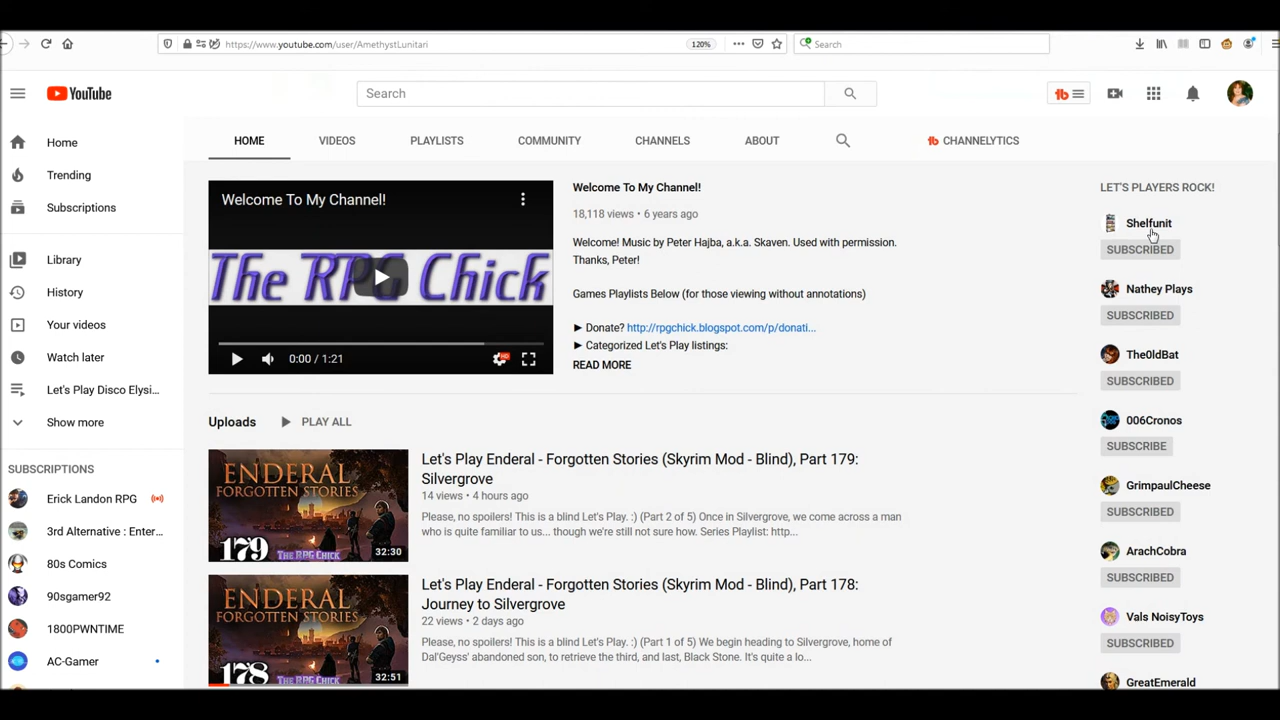 https://www.youtube.com/user/AmethystLunitari
120%
Search
YouTube
Search
HOME
VIDEOS
PLAYLISTS
COMMUNITY
CHANNELS
ABOUT
CHANNELYTICS
Home
Trending
Subscriptions
Library
History
Your videos
Watch later
Let's Play Disco Elysi...
Show more
SUBSCRIPTIONS
Erick Landon RPG
3rd Alternative : Enter...
80s Comics
90sgamer92
1800PWNTIME
AC-Gamer
Welcome To My Channel!
The RPG Chick
0:00 / 1:21
HD
Welcome To My Channel!
18,118 views • 6 years ago
Welcome! Music by Peter Hajba, a.k.a. Skaven. Used with permission.
Thanks, Peter!
Games Playlists Below (for those viewing without annotations)
► Donate? http://rpgchick.blogspot.com/p/donati...
► Categorized Let's Play listings:
READ MORE
Uploads
PLAY ALL
ENDERAL
FORGOTTEN STORIES
179
THE RPG CHICK
32:30
Let's Play Enderal - Forgotten Stories (Skyrim Mod - Blind), Part 179:
Silvergrove
14 views • 4 hours ago
Please, no spoilers! This is a blind Let's Play. :) (Part 2 of 5) Once in Silvergrove, we come across a man
who is quite familiar to us... though we're still not sure how. Series Playlist: http...
ENDERAL
FORGOTTEN STORIES
178
THE RPG CHICK
32:51
Let's Play Enderal - Forgotten Stories (Skyrim Mod - Blind), Part 178:
Journey to Silvergrove
22 views • 2 days ago
Please, no spoilers! This is a blind Let's Play. :) (Part 1 of 5) We begin heading to Silvergrove, home of
Dal'Geyss' abandoned son, to retrieve the third, and last, Black Stone. It's quite a lo...
LET'S PLAYERS ROCK!
Shelfunit
SUBSCRIBED
Nathey Plays
SUBSCRIBED
The0ldBat
SUBSCRIBED
006Cronos
SUBSCRIBE
GrimpaulCheese
SUBSCRIBED
ArachCobra
SUBSCRIBED
Vals NoisyToys
SUBSCRIBED
GreatEmerald